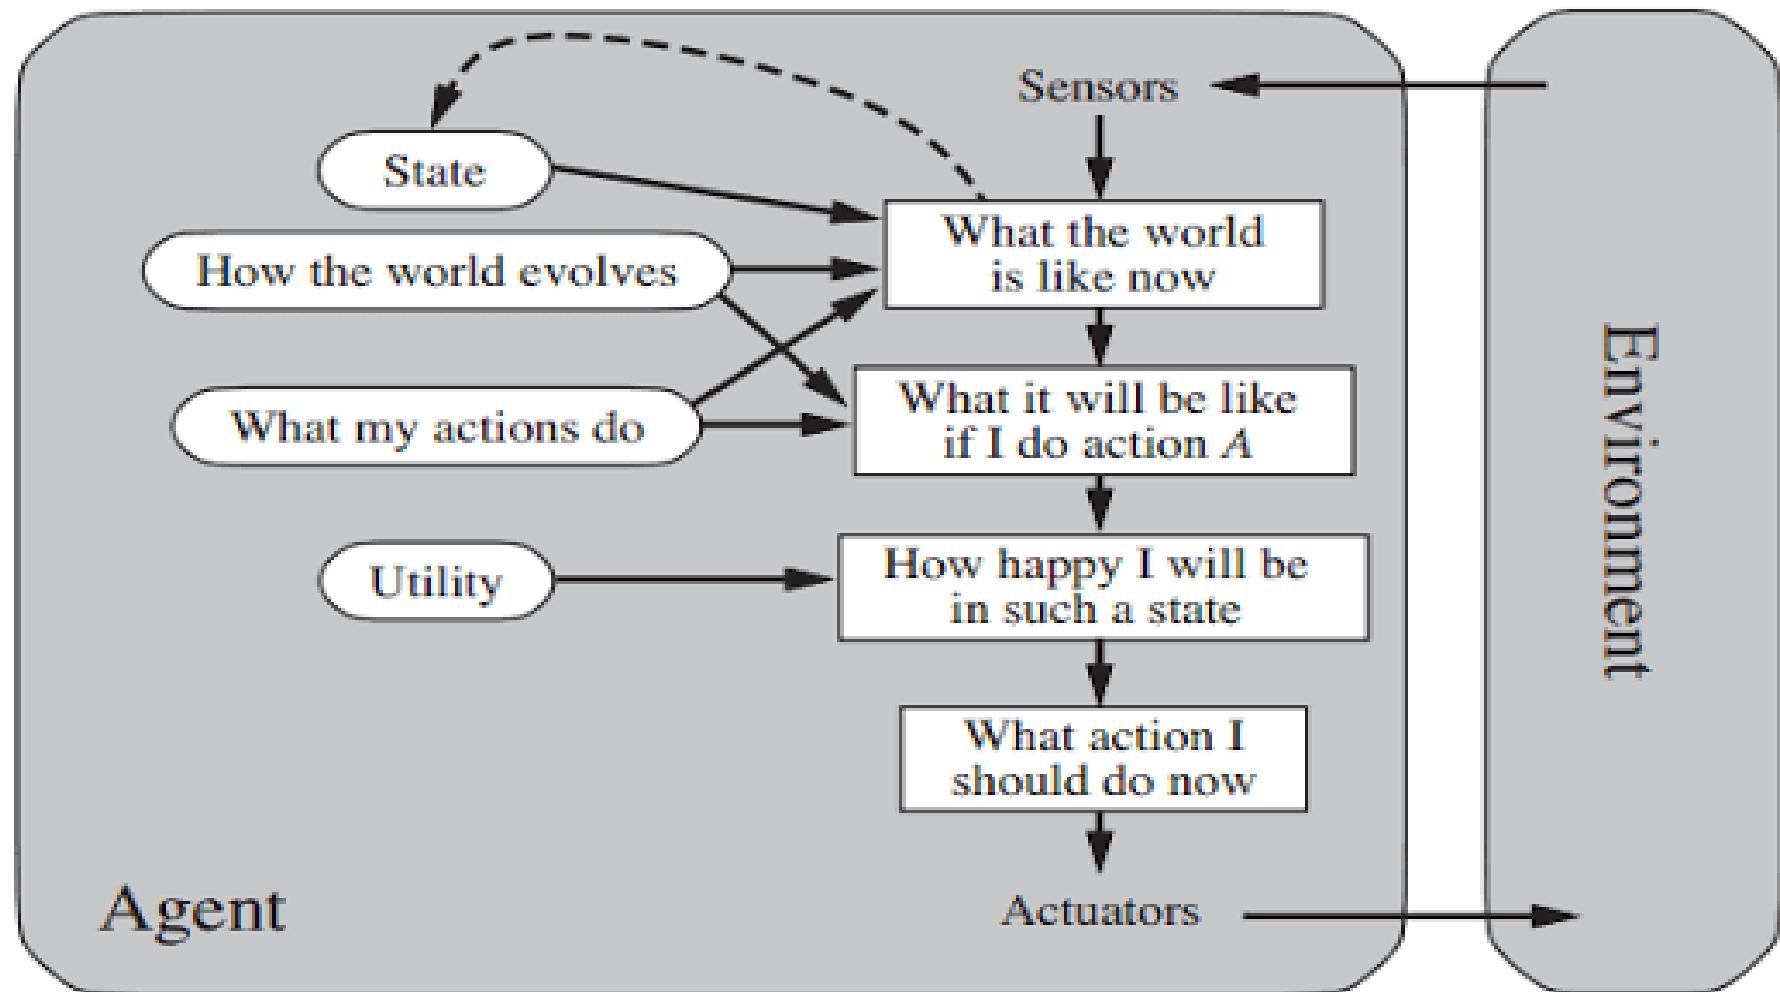 Sensors
State
What the world
is like now
How the world evolves
What it will be like
if I do action A
What my actions do
How happy I will be
in such a state
Utility
What action I
should do now
Agent
Actuators
Environment